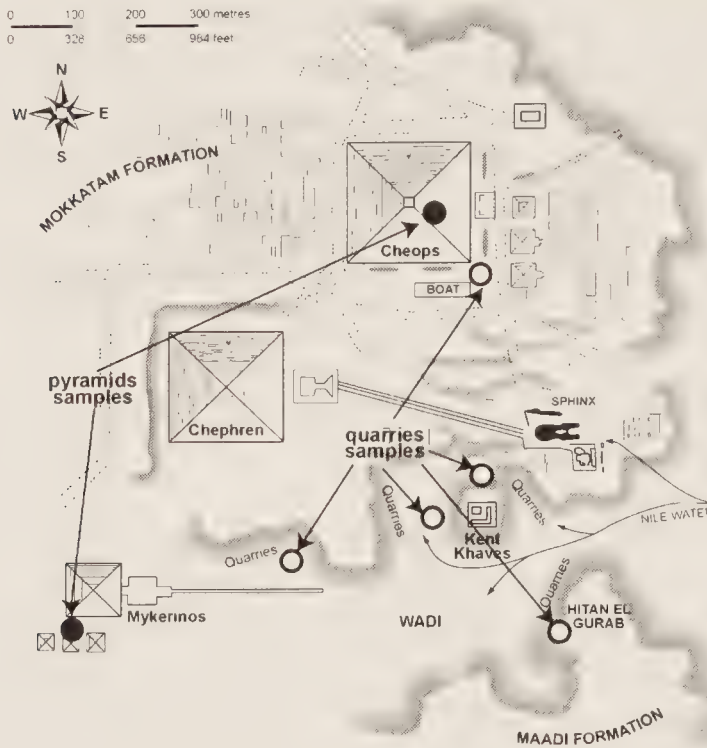 0 100 200 300 metres
0 328 656 984 feet
N
W E
S
MOKKATAM FORMATION
Cheops
BOAT
pyramids
samples
Chephren
SPHINX
quarries
samples
Quarries
Quarries
Quarries
NILE WATER
Kent
Khaves
Quarries
Quarries
Mykerinos
WADI
HITAN EL
GURAB
MAADI FORMATION